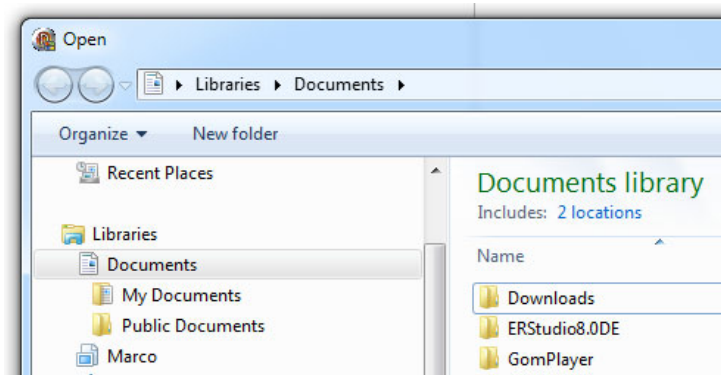 Open
Libraries Documents
Organize New folder
Recent Places
Libraries
Documents
My Documents
Public Documents
Marco
Documents library
Includes: 2 locations
Name
Downloads
ERStudio8.0DE
GomPlayer